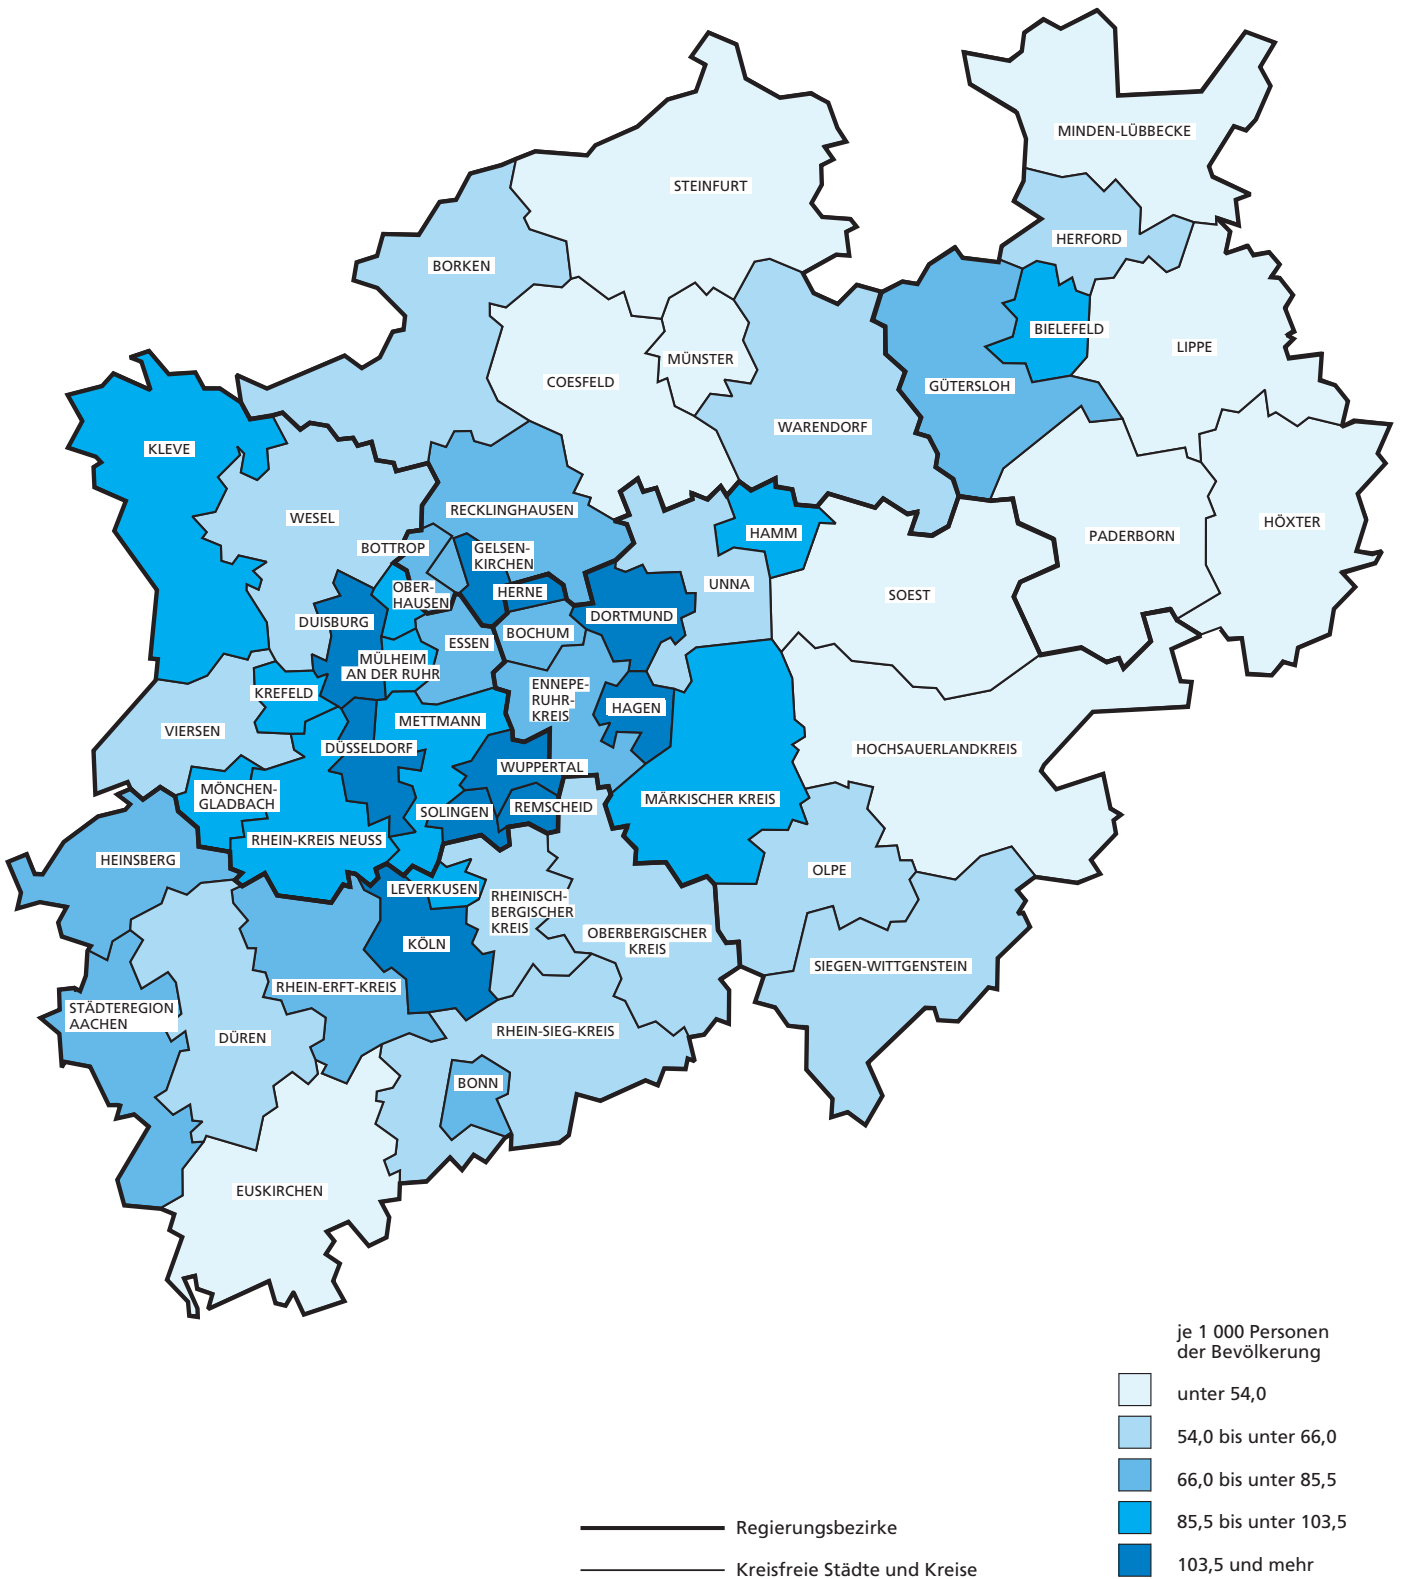 MINDEN-LÜBBECKE
STEINFURT
HERFORD
BORKEN
BIELEFELD
LIPPE
MÜNSTER
COESFELD
GÜTERSLOH
WARENDORF
KLEVE
RECKLINGHAUSEN
WESEL
HÖXTER
HAMM
PADERBORN
BOTTROP
GELSEN-
KIRCHEN
UNNA
OBER-
HAUSEN
HERNE
SOEST
DORTMUND
DUISBURG
BOCHUM
ESSEN
MÜLHEIM
AN DER RUHR
ENNEPE-
RUHR-
KREIS
KREFELD
HAGEN
METTMANN
VIERSEN
DÜSSELDORF
HOCHSAUERLANDKREIS
WUPPERTAL
MÖNCHEN-
GLADBACH
MÄRKISCHER KREIS
REMSCHEID
SOLINGEN
RHEIN-KREIS NEUSS
HEINSBERG
OLPE
LEVERKUSEN
RHEINISCH-
BERGISCHER
KREIS
OBERBERGISCHER
KREIS
KÖLN
SIEGEN-WITTGENSTEIN
RHEIN-ERFT-KREIS
STÄDTEREGION
AACHEN
RHEIN-SIEG-KREIS
DÜREN
BONN
EUSKIRCHEN
je 1 000 Personen
der Bevölkerung
unter 54,0
54,0 bis unter 66,0
66,0 bis unter 85,5
85,5 bis unter 103,5
103,5 und mehr
Regierungsbezirke
Kreisfreie Städte und Kreise